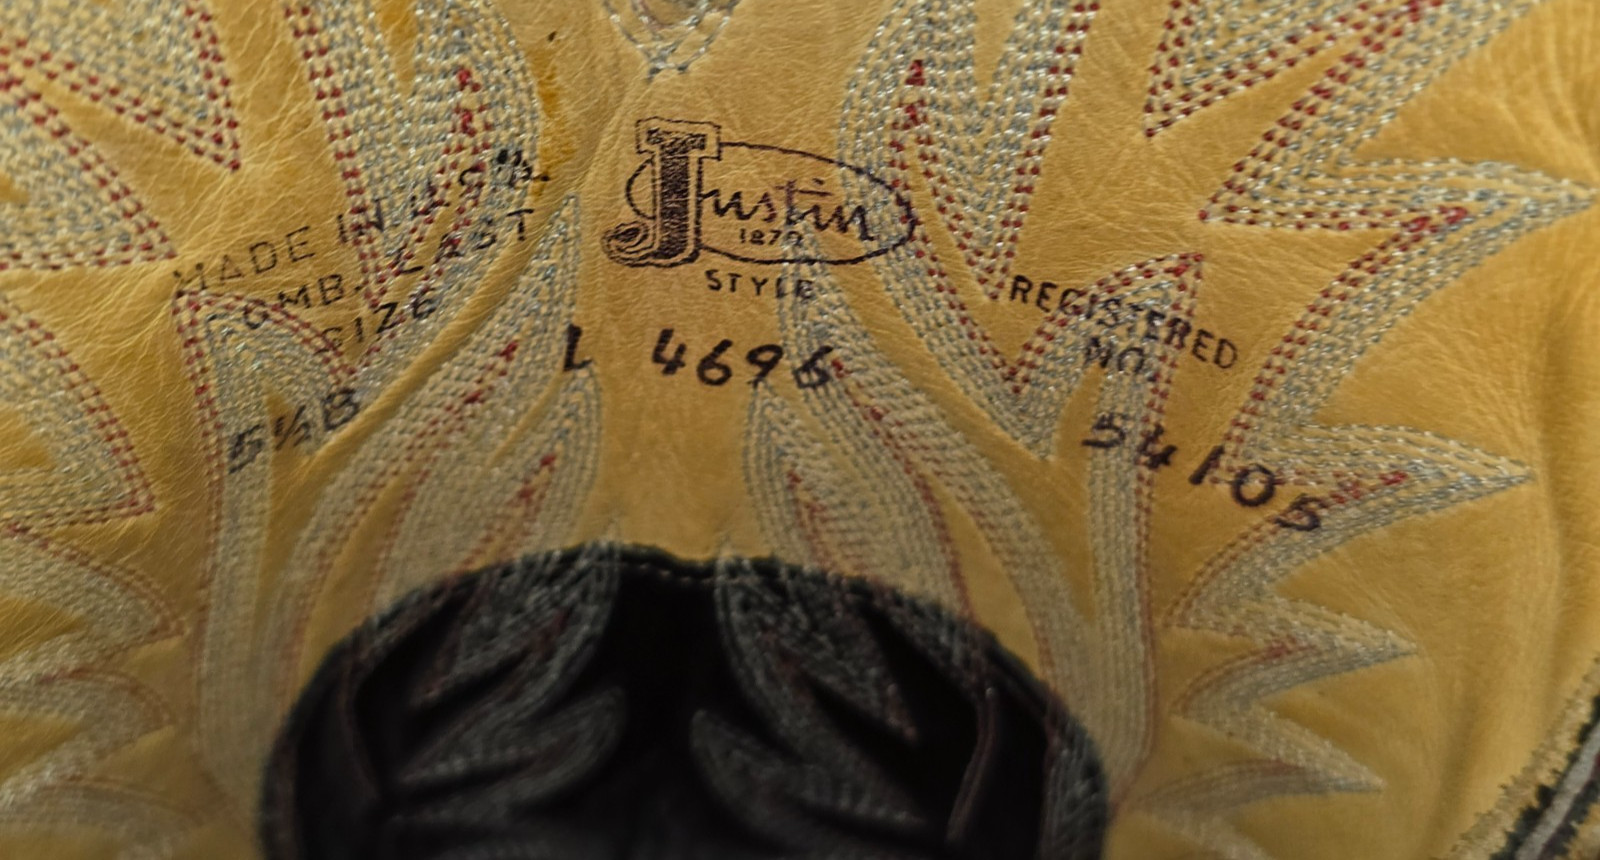 MADE IN U.S.A.
COMB. LAST
SIZE
5½B
Justin
1879
STYLE
L 4696
REGISTERED
NO.
54105